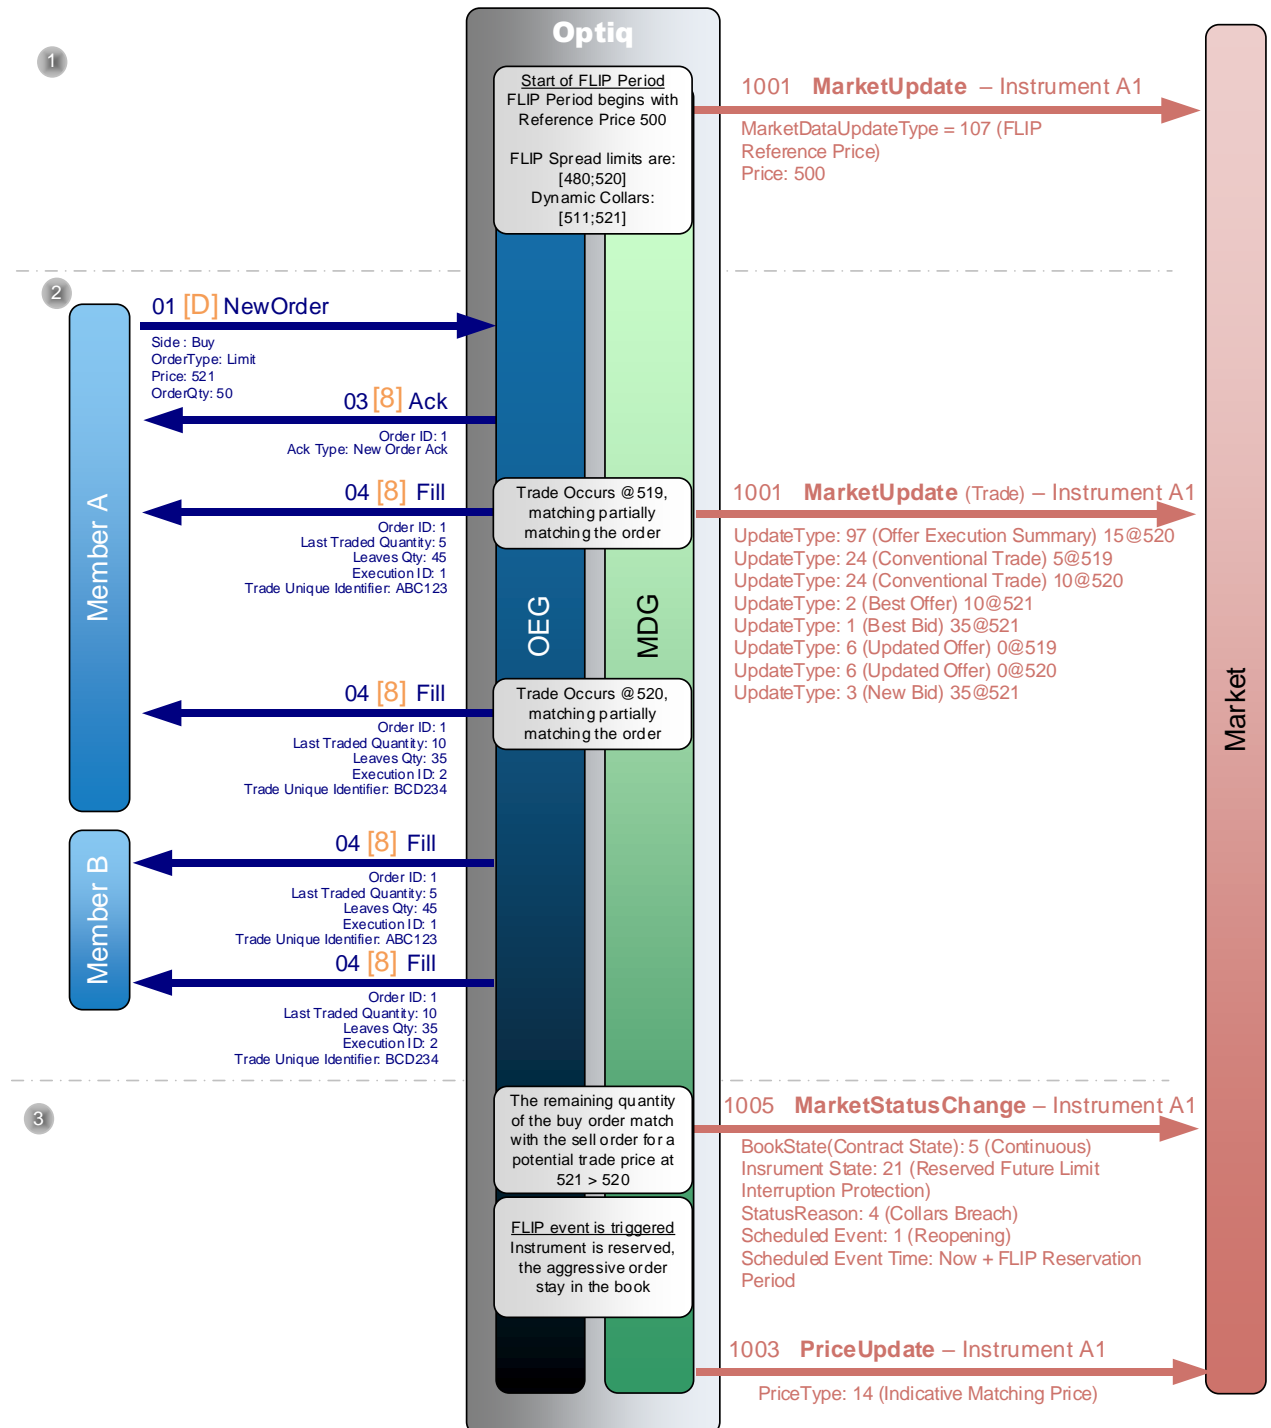 Optiq
1
Start of FLIP Period
FLIP Period begins with
Reference Price 500
FLIP Spread limits are:
[480;520]
Dynamic Collars:
[511;521]
1001 MarketUpdate – Instrument A1
MarketDataUpdateType = 107 (FLIP
Reference Price)
Price: 500
2
01 [D] NewOrder
Side : Buy
OrderType: Limit
Price: 521
OrderQty: 50
03 [8] Ack
Order ID: 1
Ack Type: New Order Ack
04 [8] Fill
Order ID: 1
Last Traded Quantity: 5
Leaves Qty: 45
Execution ID: 1
Trade Unique Identifier: ABC123
Trade Occurs @519,
matching partially
matching the order
1001 MarketUpdate (Trade) – Instrument A1
UpdateType: 97 (Offer Execution Summary) 15@520
UpdateType: 24 (Conventional Trade) 5@519
UpdateType: 24 (Conventional Trade) 10@520
UpdateType: 2 (Best Offer) 10@521
UpdateType: 1 (Best Bid) 35@521
UpdateType: 6 (Updated Offer) 0@519
UpdateType: 6 (Updated Offer) 0@520
UpdateType: 3 (New Bid) 35@521
Member A
OEG
MDG
Market
04 [8] Fill
Order ID: 1
Last Traded Quantity: 10
Leaves Qty: 35
Execution ID: 2
Trade Unique Identifier: BCD234
Trade Occurs @520,
matching partially
matching the order
Member B
04 [8] Fill
Order ID: 1
Last Traded Quantity: 5
Leaves Qty: 45
Execution ID: 1
Trade Unique Identifier: ABC123
04 [8] Fill
Order ID: 1
Last Traded Quantity: 10
Leaves Qty: 35
Execution ID: 2
Trade Unique Identifier: BCD234
3
The remaining quantity
of the buy order match
with the sell order for a
potential trade price at
521 > 520
1005 MarketStatusChange – Instrument A1
BookState(Contract State): 5 (Continuous)
Insrument State: 21 (Reserved Future Limit
Interruption Protection)
StatusReason: 4 (Collars Breach)
Scheduled Event: 1 (Reopening)
Scheduled Event Time: Now + FLIP Reservation
Period
FLIP event is triggered
Instrument is reserved,
the aggressive order
stay in the book
1003 PriceUpdate – Instrument A1
PriceType: 14 (Indicative Matching Price)